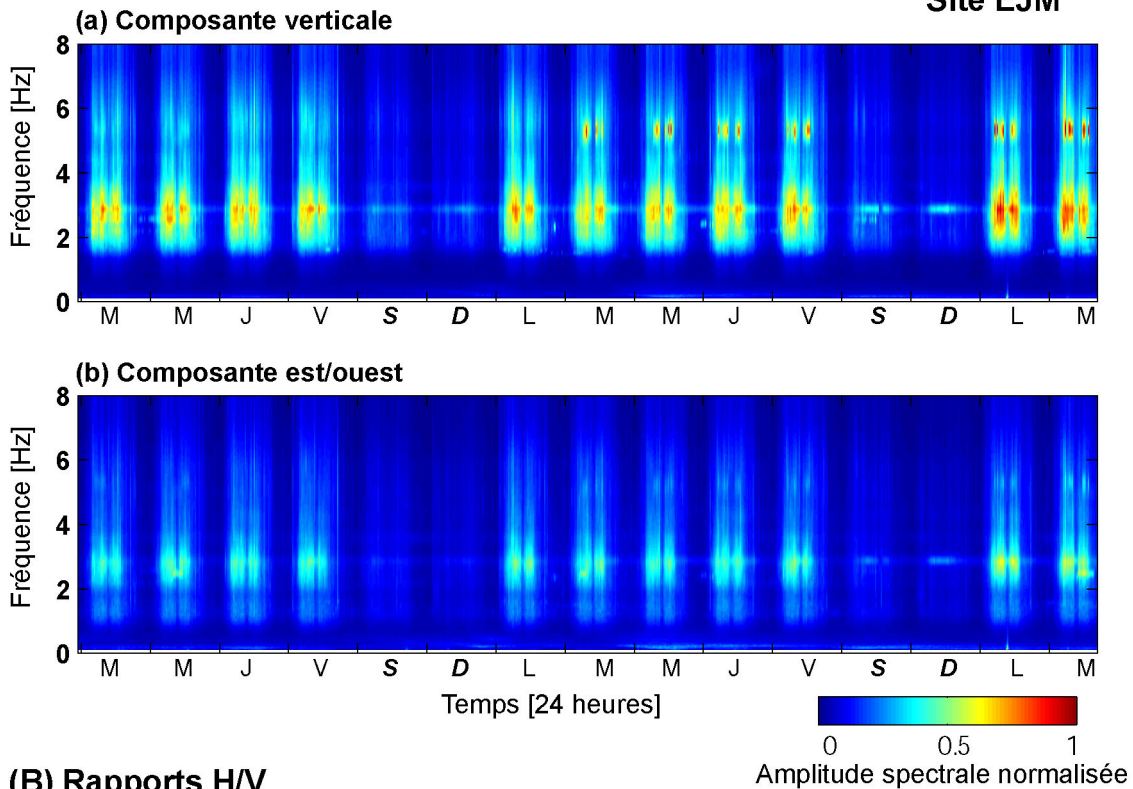 Site EJM
(a) Composante verticale
8
6
4
2
0
Fréquence [Hz]
M M J V S D L M M J V S D L M
(b) Composante est/ouest
8
6
4
2
0
Fréquence [Hz]
M M J V S D L M M J V S D L M
Temps [24 heures]
0 0.5 1
Amplitude spectrale normalisée
(B) Rapports H/V